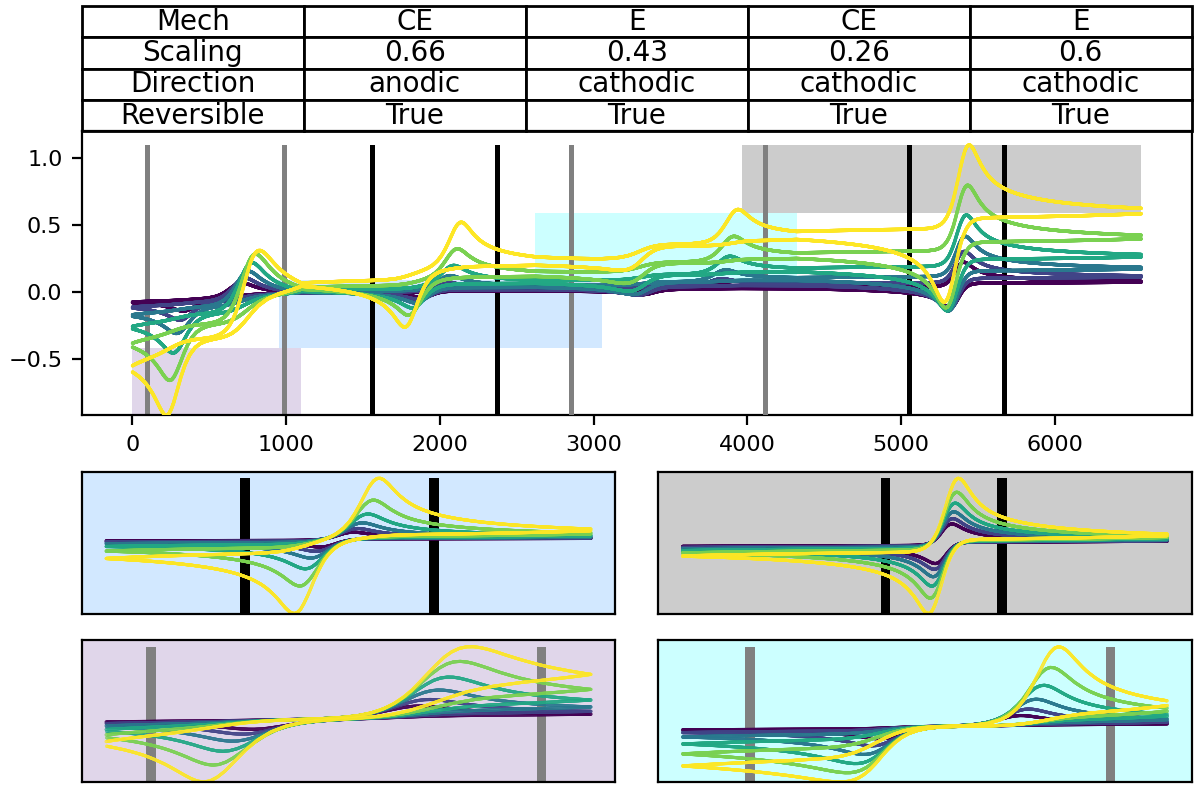 Mech CE E CE E
Scaling 0.66 0.43 0.26 0.6
Direction anodic cathodic cathodic cathodic
Reversible True True True True
1.0
0.5
0.0
−0.5
0 1000 2000 3000 4000 5000 6000